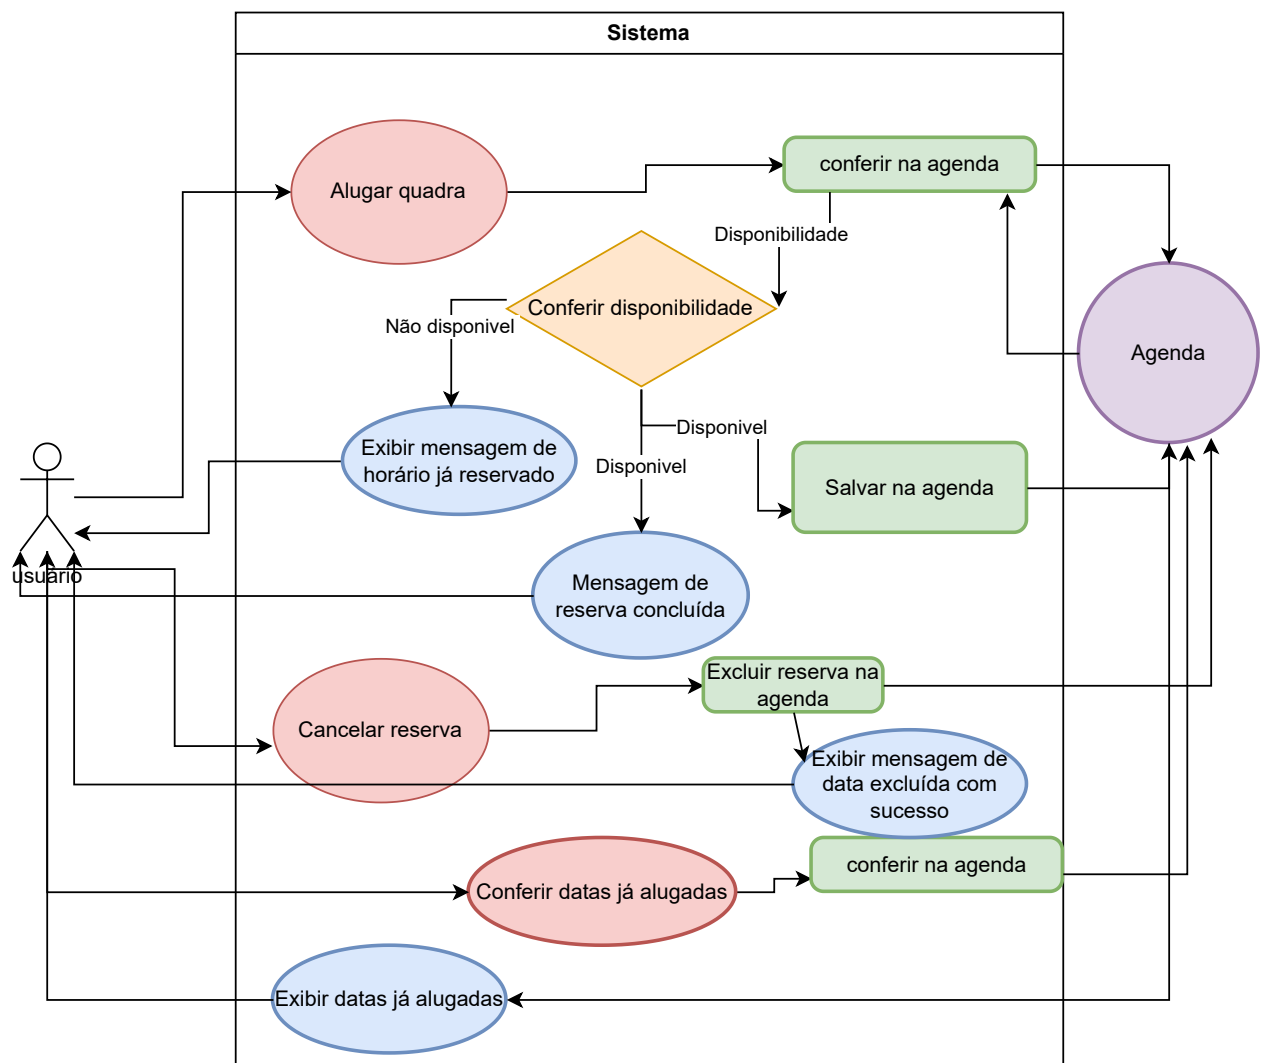 Sistema
Alugar quadra
conferir na agenda
Disponibilidade
Conferir disponibilidade
Não disponivel
Agenda
Disponivel
Exibir mensagem de
horário já reservado
Disponivel
Salvar na agenda
usuário
Mensagem de
reserva concluída
Excluir reserva na
agenda
Cancelar reserva
Exibir mensagem de
data excluída com
sucesso
conferir na agenda
Conferir datas já alugadas
Exibir datas já alugadas